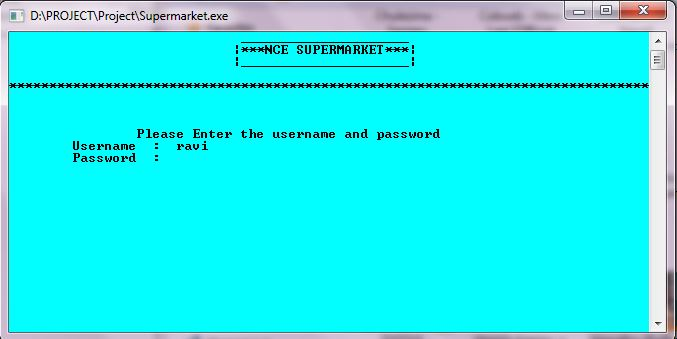 D:\PROJECT\Project\Supermarket.exe
***NCE SUPERMARKET***
********************************************************************************
Please Enter the username and password
Username : ravi
Password :